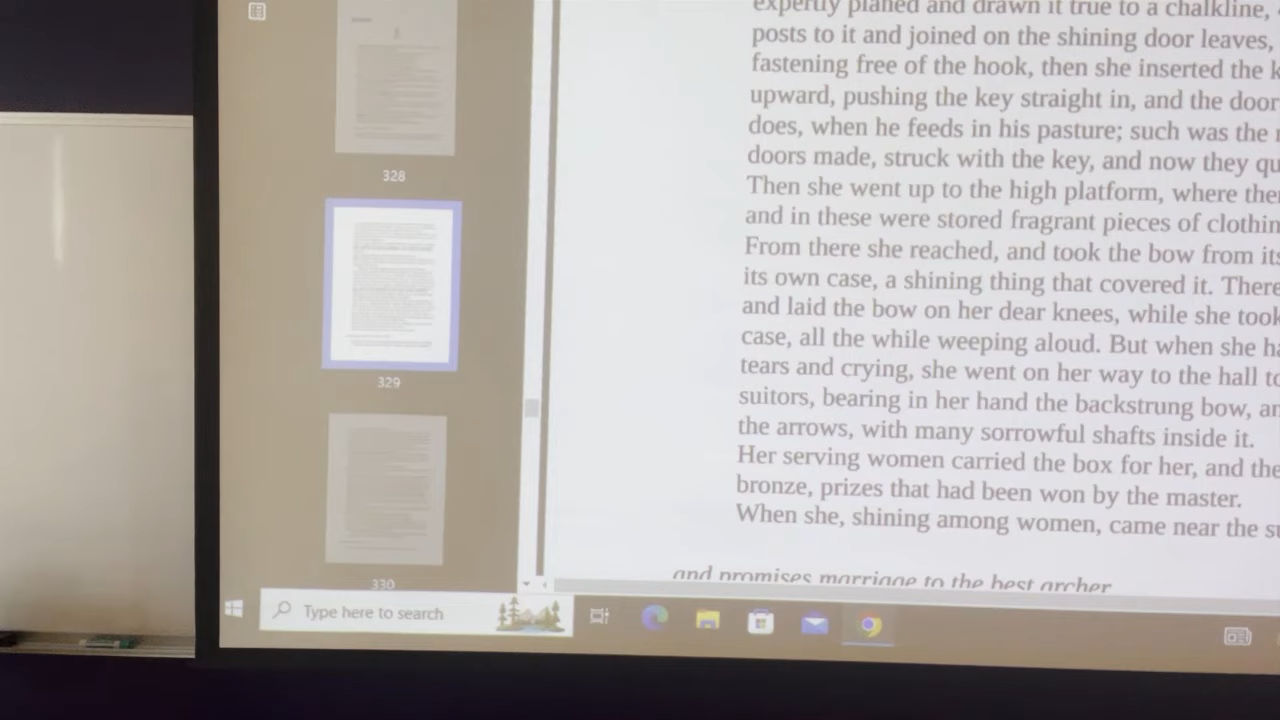 expertly planed and drawn it true to a chalkline,
posts to it and joined on the shining door leaves,
fastening free of the hook, then she inserted the k
upward, pushing the key straight in, and the door
does, when he feeds in his pasture; such was the
doors made, struck with the key, and now they qu
Then she went up to the high platform, where ther
and in these were stored fragrant pieces of clothin
From there she reached, and took the bow from its
its own case, a shining thing that covered it. There
and laid the bow on her dear knees, while she took
case, all the while weeping aloud. But when she ha
tears and crying, she went on her way to the hall to
suitors, bearing in her hand the backstrung bow, an
the arrows, with many sorrowful shafts inside it.
Her serving women carried the box for her, and the
bronze, prizes that had been won by the master.
When she, shining among women, came near the su
and promises marriage to the best archer
328
329
330
Type here to search